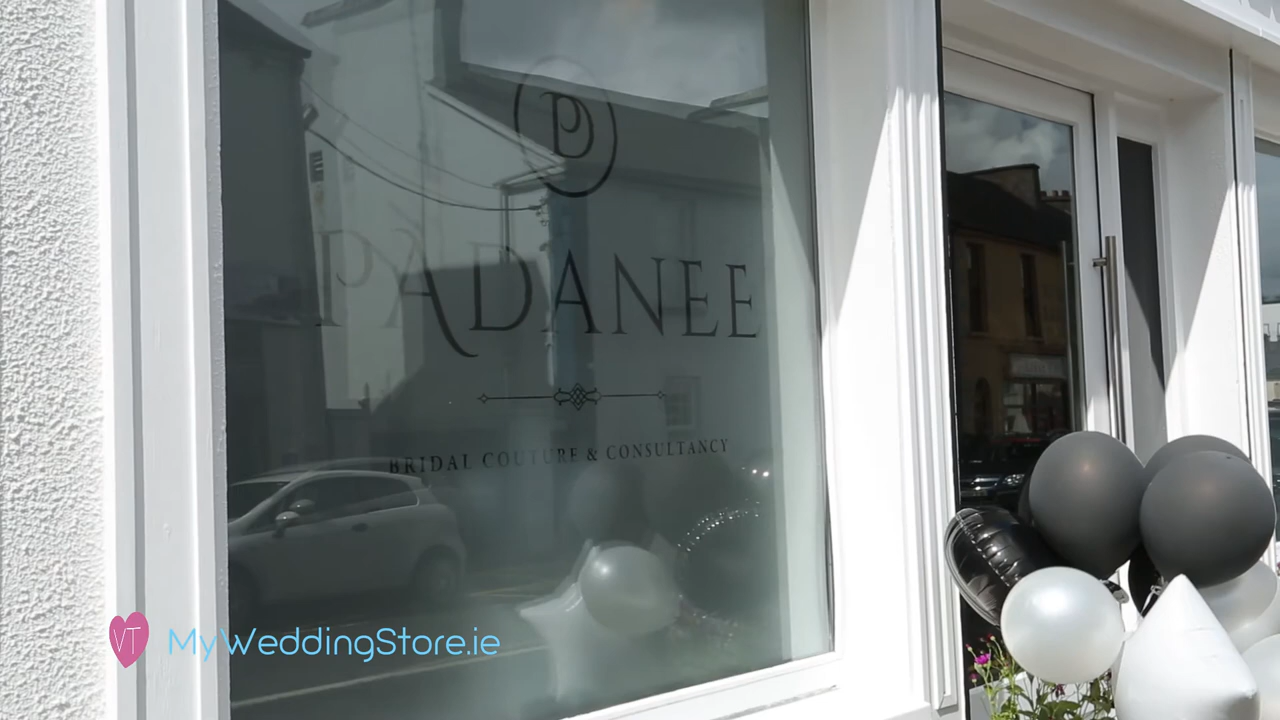 P
PADANEE
BRIDAL COUTURE & CONSULTANCY
VT
MyWeddingStore.ie